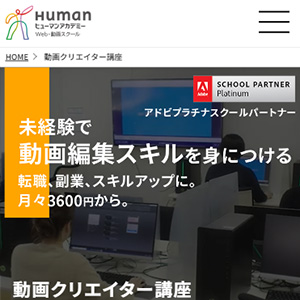 Human
ヒューマンアカデミー
Web・動画スクール
HOME > 動画クリエイター講座
Adobe
SCHOOL PARTNER
Platinum
アドビプラチナスクールパートナー
未経験で
動画編集スキルを身につける
転職、副業、スキルアップに。
月々3600円から。
動画クリエイター講座